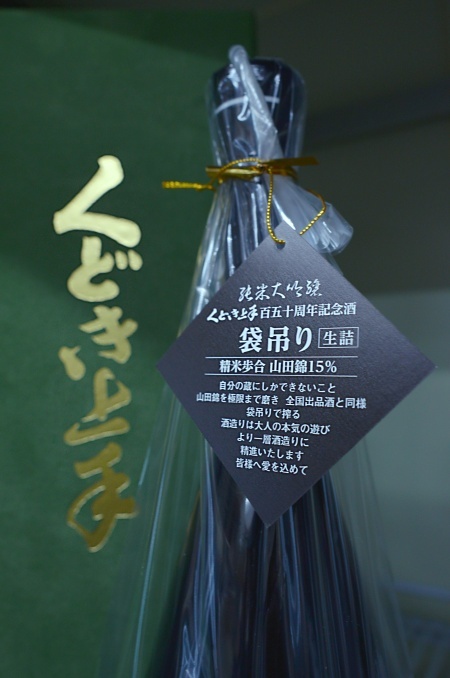 くどき上手
純米大吟醸
くどき上手百五十周年記念酒
袋吊り 生詰
精米歩合 山田錦15%
自分の蔵にしかできないこと
山田錦を極限まで磨き 全国出品酒と同様
袋吊りで搾る
酒造りは大人の本気の遊び
より一層酒造りに
精進いたします
皆様へ愛を込めて